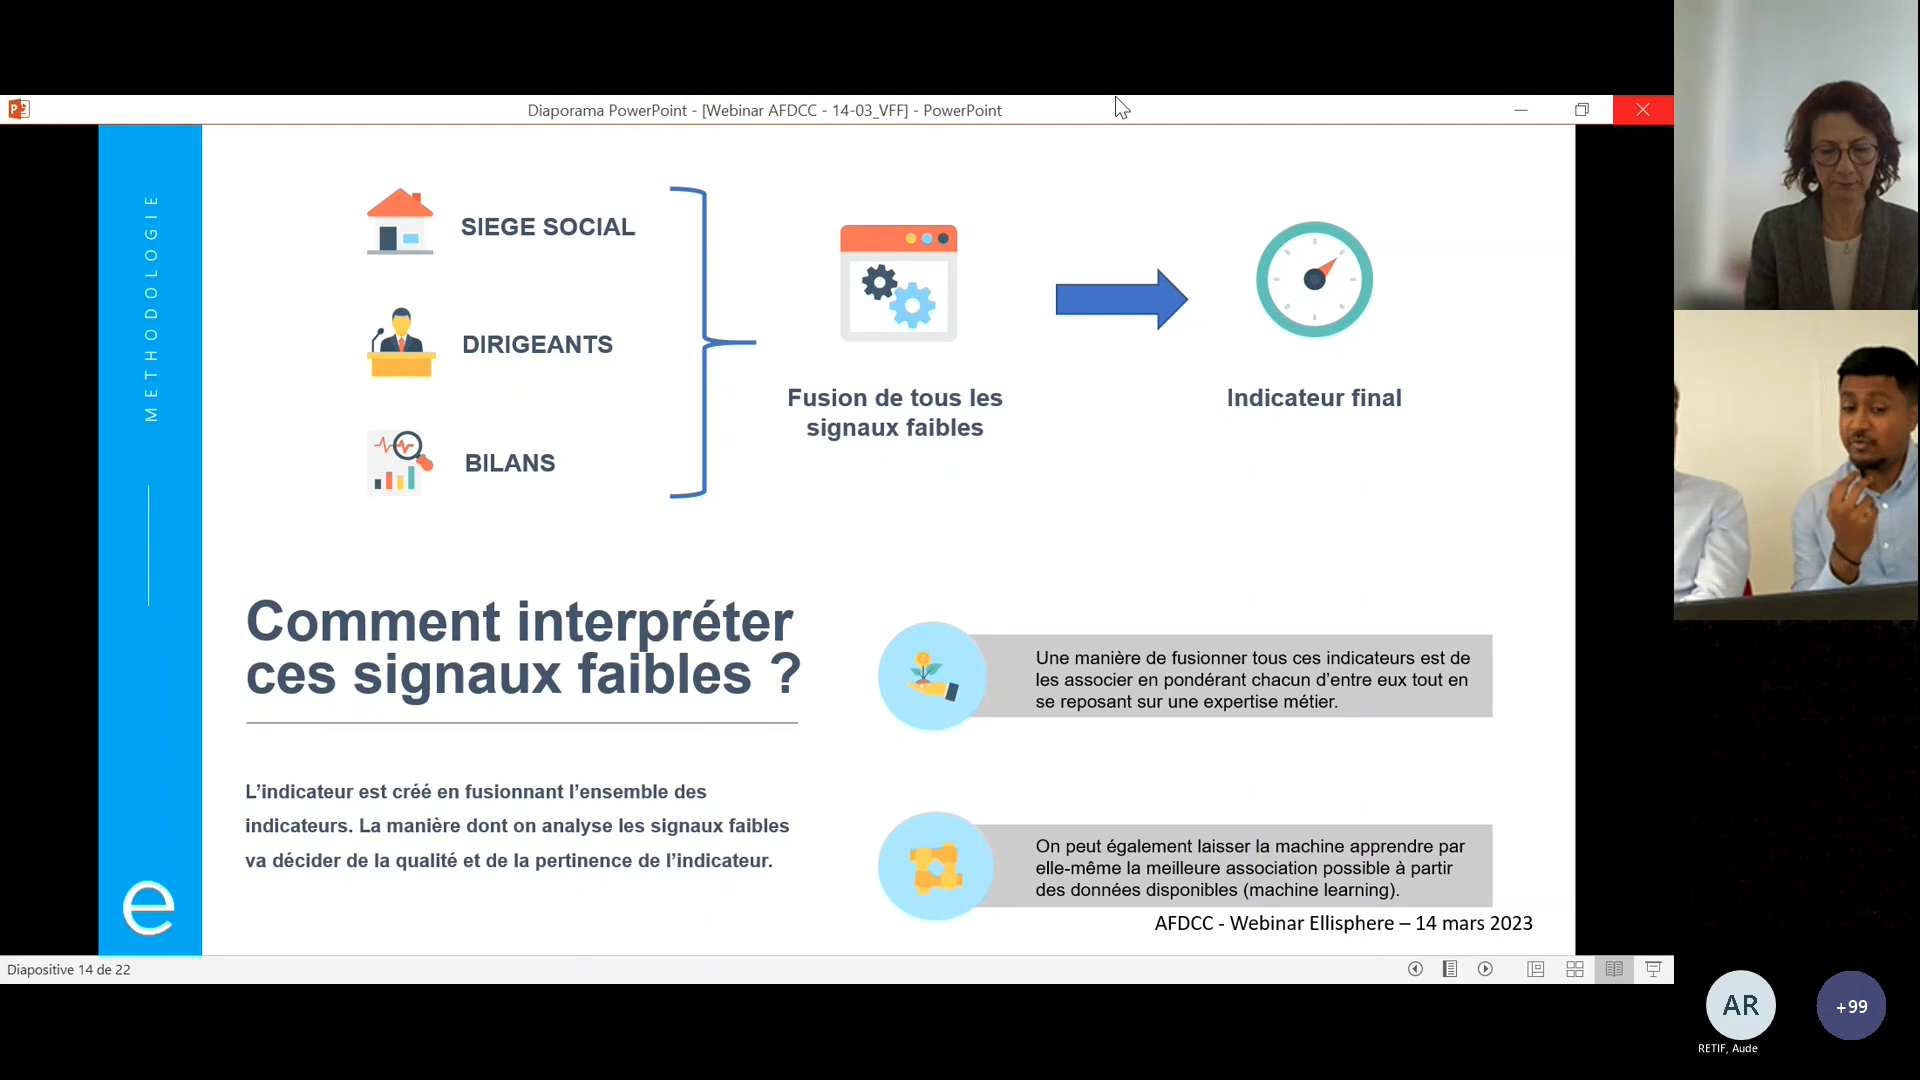 Diaporama PowerPoint - [Webinar AFDCC - 14-03_VFF] - PowerPoint
METHODOLOGIE
SIEGE SOCIAL
DIRIGEANTS
BILANS
Fusion de tous les
signaux faibles
Indicateur final
Comment interpréter
ces signaux faibles ?
L’indicateur est créé en fusionnant l’ensemble des
indicateurs. La manière dont on analyse les signaux faibles
va décider de la qualité et de la pertinence de l’indicateur.
Une manière de fusionner tous ces indicateurs est de
les associer en pondérant chacun d’entre eux tout en
se reposant sur une expertise métier.
On peut également laisser la machine apprendre par
elle-même la meilleure association possible à partir
des données disponibles (machine learning).
AFDCC - Webinar Ellisphere – 14 mars 2023
e
Diapositive 14 de 22
AR
RETIF, Aude
+99